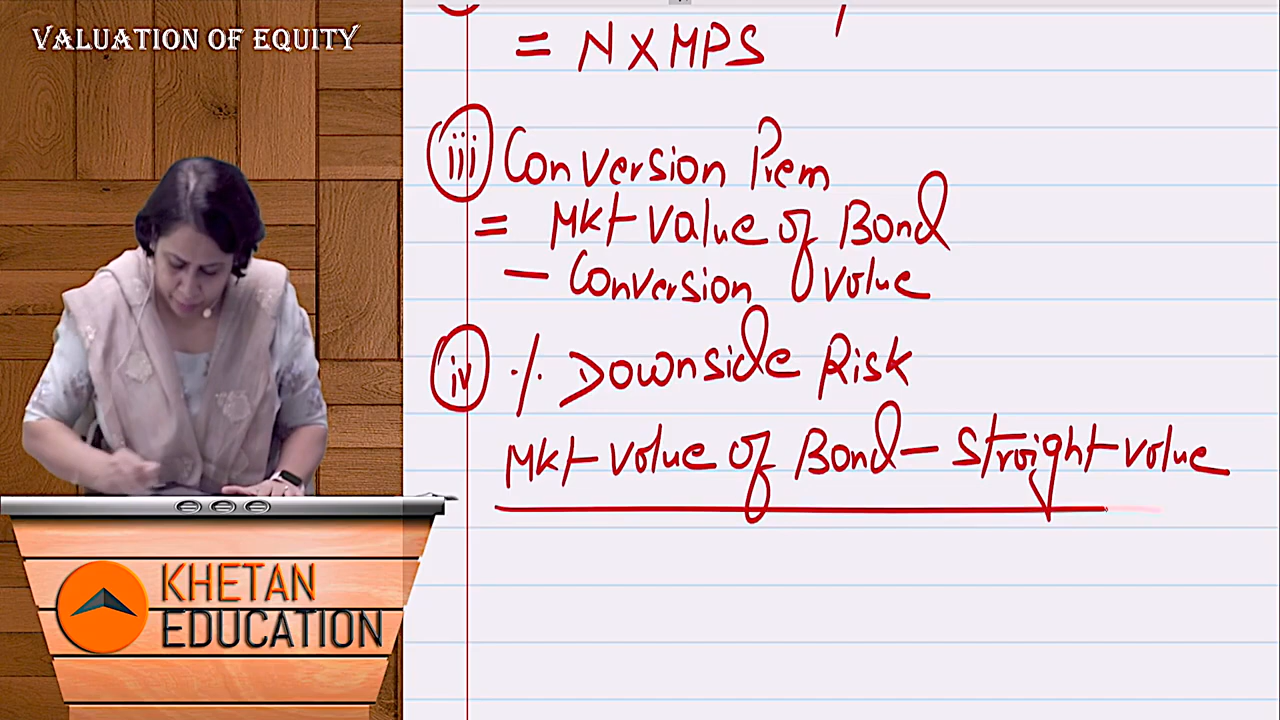 VALUATION OF EQUITY
= N X MPS
iii Conversion Prem
= Mkt Value of Bond
− Conversion Value
iv % Downside Risk
Mkt Value of Bond − Straight Value
KHETAN
EDUCATION